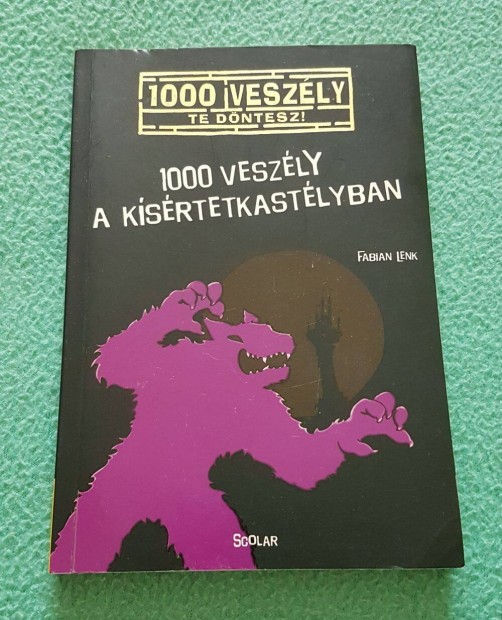 1000 VESZÉLY
TE DÖNTESZ!
1000 VESZÉLY
A KÍSÉRTETKASTÉLYBAN
FABIAN LENK
SCOLAR